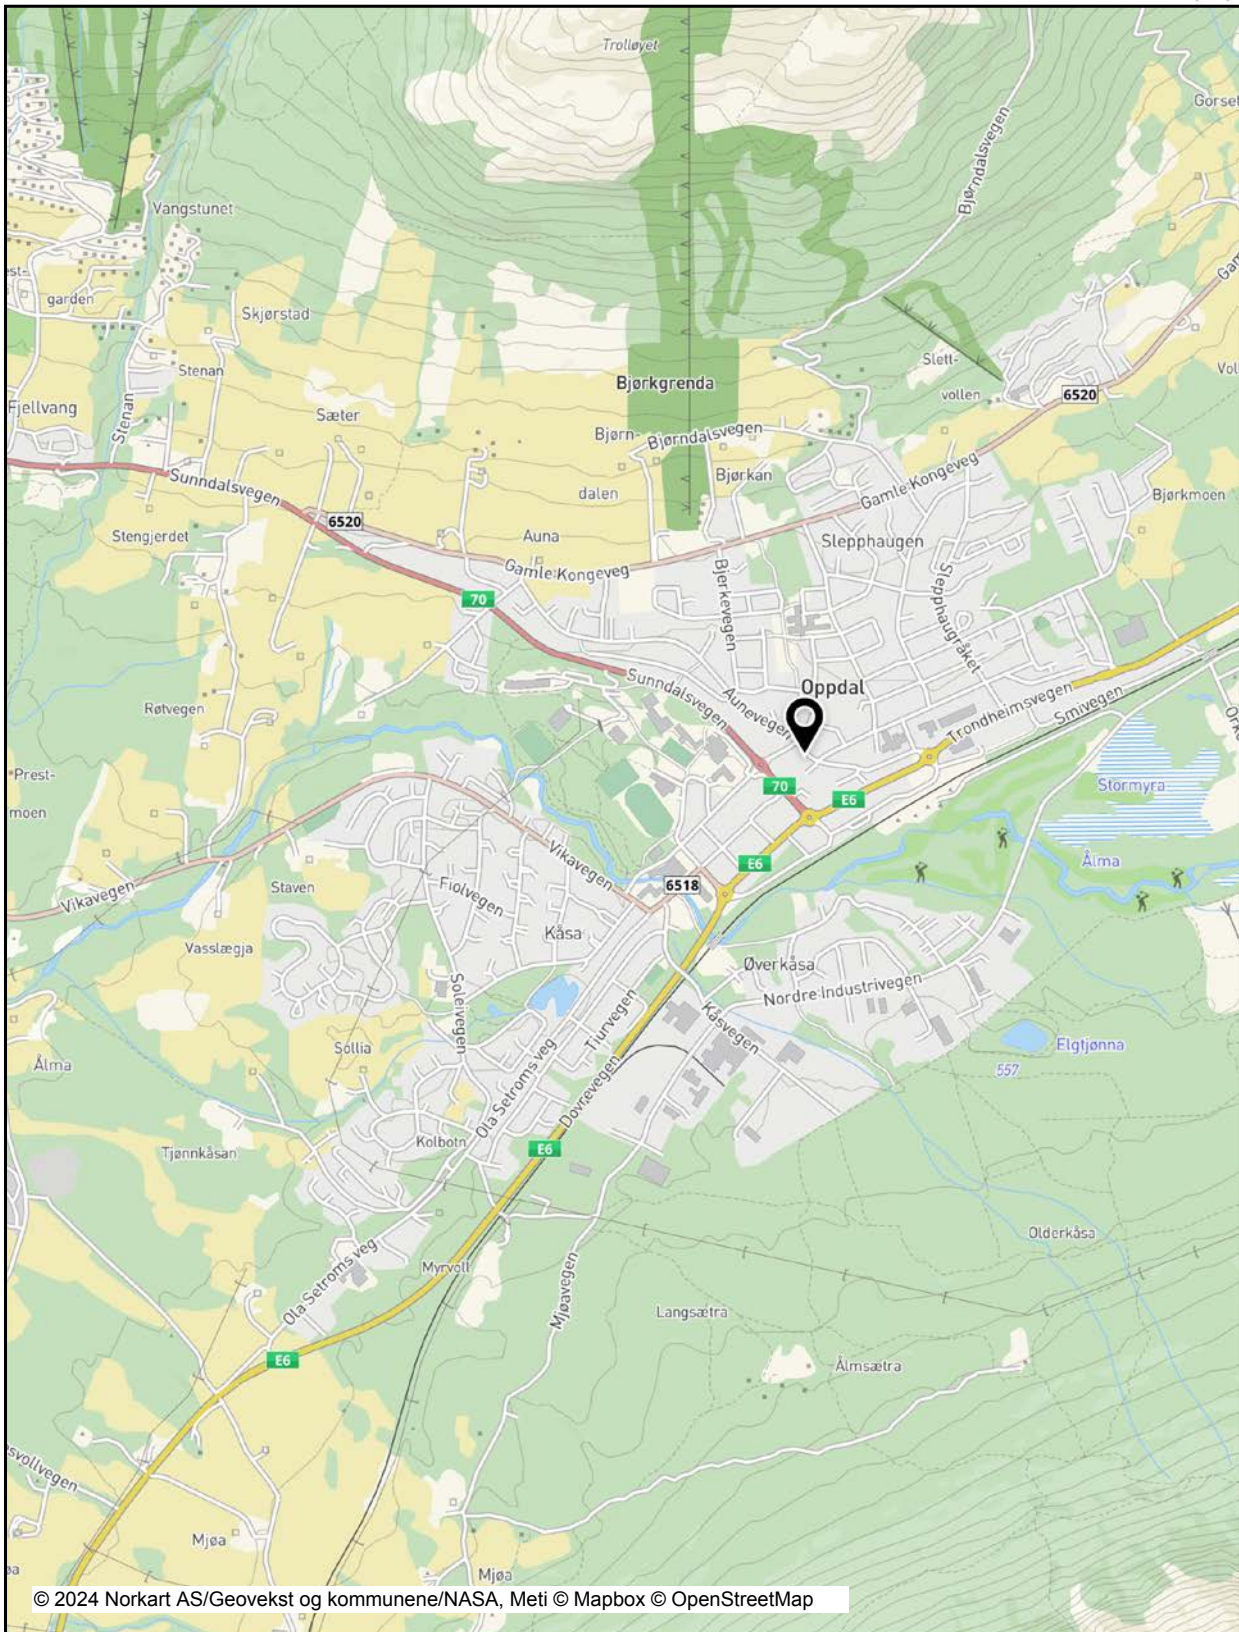 Trolløyet
Gorset
Bjørndalsvegen
Vangstunet
garden
Skjørstad
Stenan
Stenan
Slett-
vollen
Bjørkgrenda
6520
Fjellvang
Sæter
Bjørn-
dalen
Bjørndalsvegen
Bjørkan
Gamle Kongeveg
Sunndalsvegen
6520
Bjørkmoen
Stengjerdet
Auna
Slepphaugen
Gamle Kongeveg
Bjerkevegen
Slepphaugråket
70
Sunndalsvegen
Aunevegen
Oppdal
Trondheimsvegen
Smivegen
Røtvegen
Prest-
moen
70
E6
Stormyra
Ålma
E6
Vikavegen
6518
Vikavegen
Staven
Fiolvegen
Kåsa
Vasslægja
Øverkåsa
Nordre Industrivegen
Soleivegen
Tiurvegen
Kåsvegen
Elgtjønna
557
Sollia
Ålma
Ola Setroms veg
Dovrevegen
Kolbotn
E6
Tjønnkåsan
Olderkåsa
Ola Setroms veg
Myrvoll
Mjøavegen
Langsætra
E6
Ålmsætra
svollvegen
Mjøa
Mjøa
© 2024 Norkart AS/Geovekst og kommunene/NASA, Meti © Mapbox © OpenStreetMap